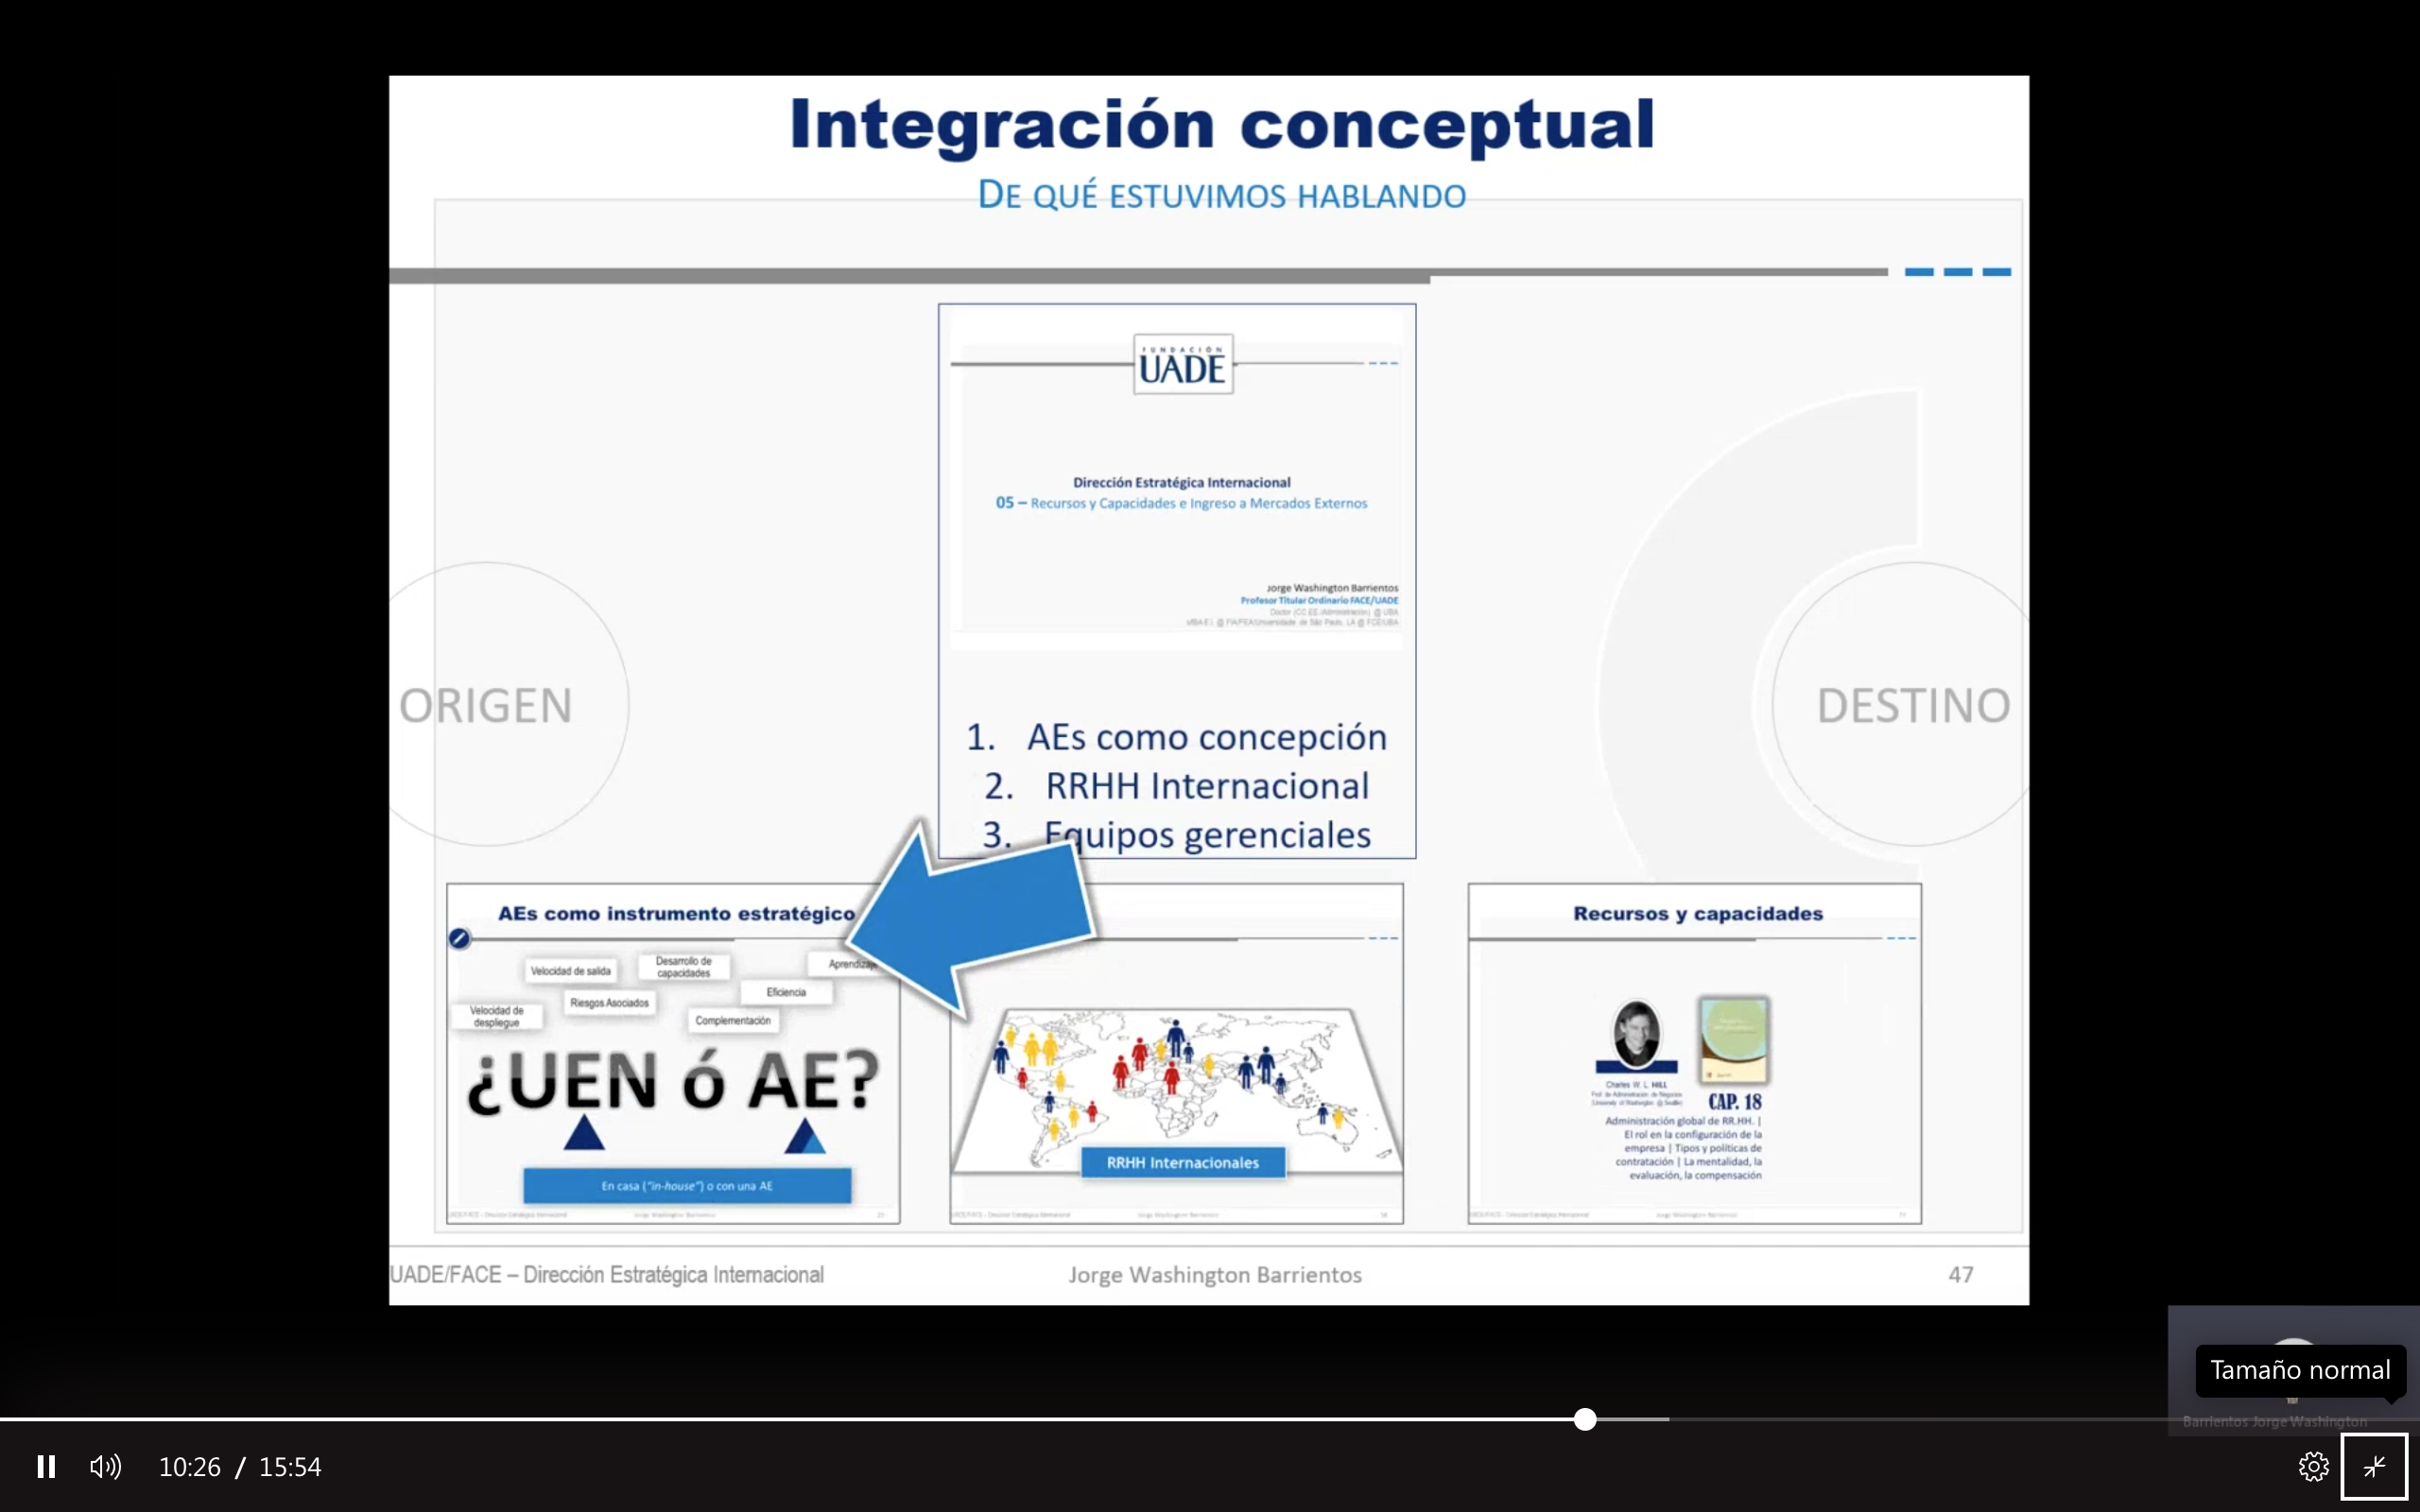 Integración conceptual
DE QUÉ ESTUVIMOS HABLANDO
FUNDACIÓN
UADE
Dirección Estratégica Internacional
05 – Recursos y Capacidades e Ingreso a Mercados Externos
Jorge Washington Barrientos
Profesor Titular Ordinario FACE/UADE
Doctor (CC.EE./Administración) @ UBA
ORIGEN
DESTINO
1. AEs como concepción
2. RRHH Internacional
3. Equipos gerenciales
AEs como instrumento estratégico
Velocidad de salida
Desarrollo de
capacidades
Aprendizaje
Eficiencia
Riesgos Asociados
Velocidad de
despliegue
Complementación
¿UEN ó AE?
En casa (“in-house”) o con una AE
RRHH Internacionales
Recursos y capacidades
Charles W. L. HILL
CAP. 18
Administración global de RR.HH. |
El rol en la configuración de la
empresa | Tipos y políticas de
contratación | La mentalidad, la
evaluación, la compensación
UADE/FACE – Dirección Estratégica Internacional
Jorge Washington Barrientos
47
Tamaño normal
Barrientos Jorge Washington
10:26 / 15:54